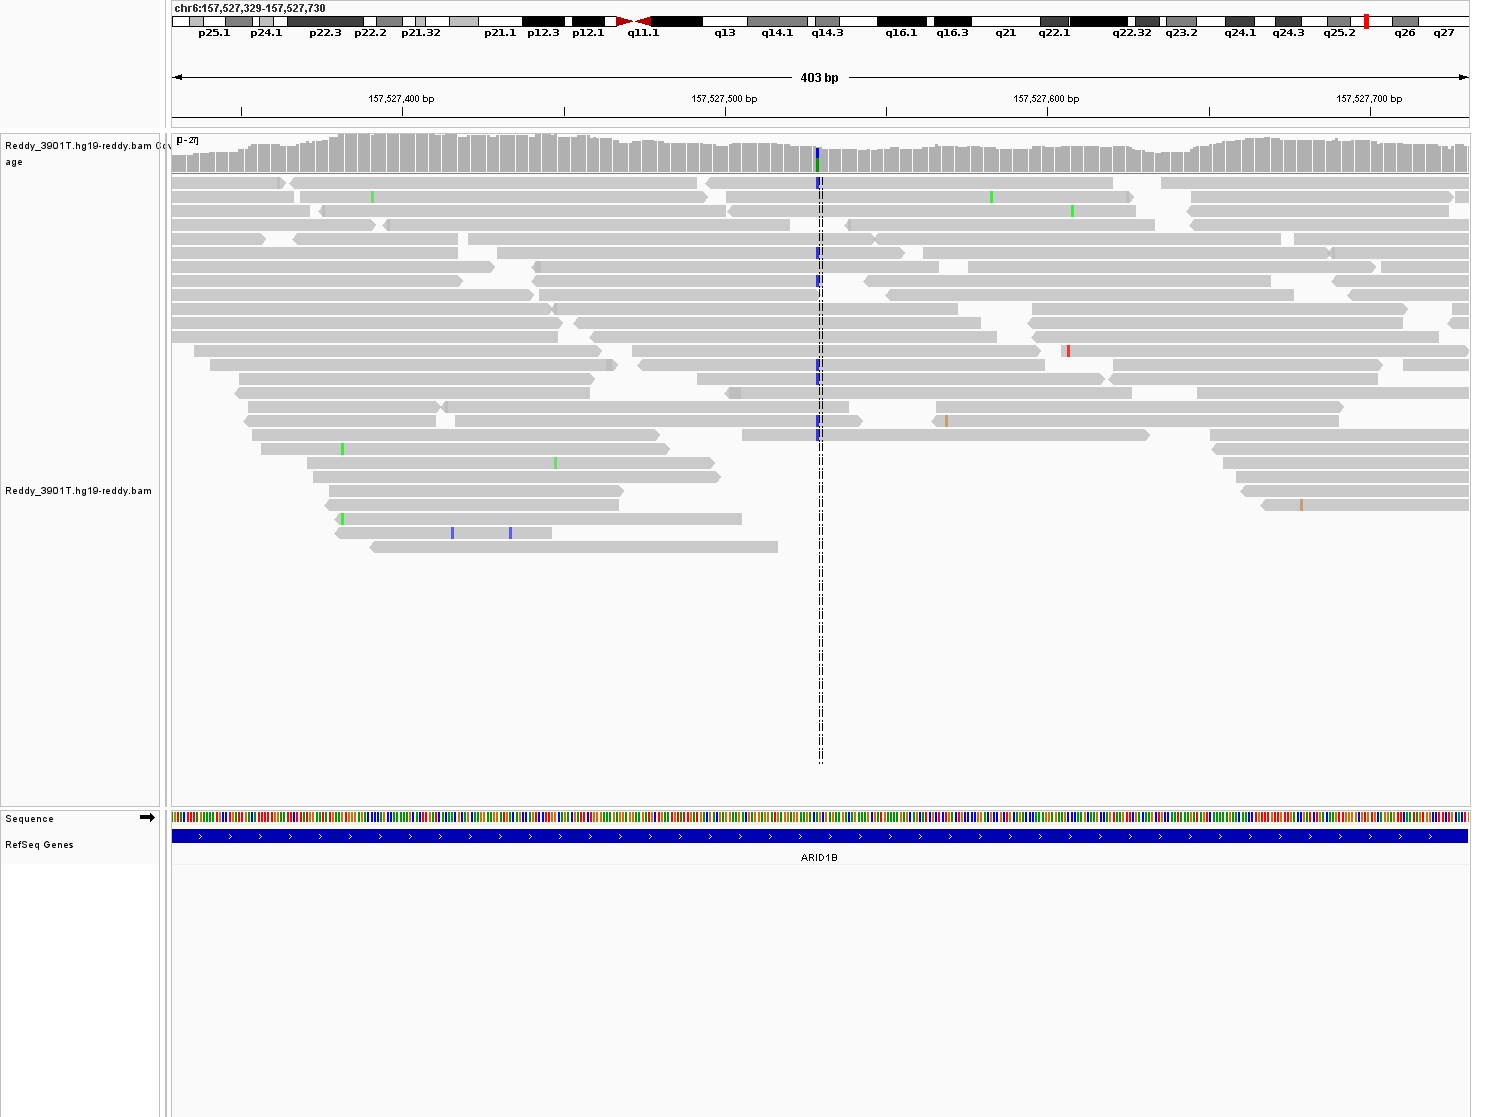 chr6:157,527,329-157,527,730
p25.1 p24.1 p22.3 p22.2 p21.32 p21.1 p12.3 p12.1 q11.1 q13 q14.1 q14.3 q16.1 q16.3 q21 q22.1 q22.32 q23.2 q24.1 q24.3 q25.2 q26 q27
403 bp
157,527,400 bp 157,527,500 bp 157,527,600 bp 157,527,700 bp
[0 - 27]
Reddy_3901T.hg19-reddy.bam Cov
age
Reddy_3901T.hg19-reddy.bam
Sequence
RefSeq Genes
ARID1B